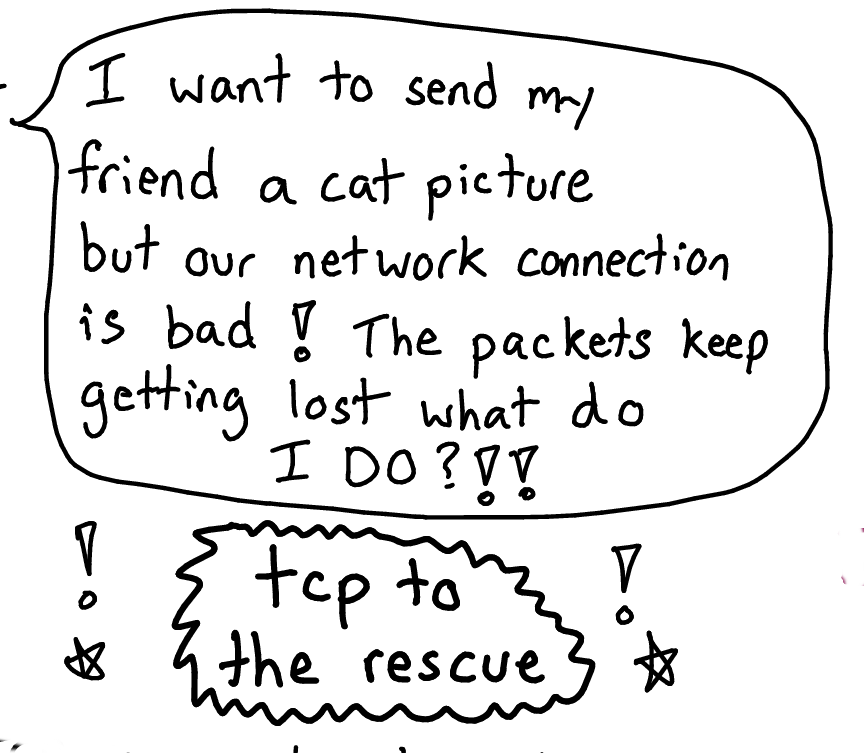 I want to send my
friend a cat picture
but our network connection
is bad! The packets keep
getting lost what do
I DO?!!
! tcp to !
the rescue